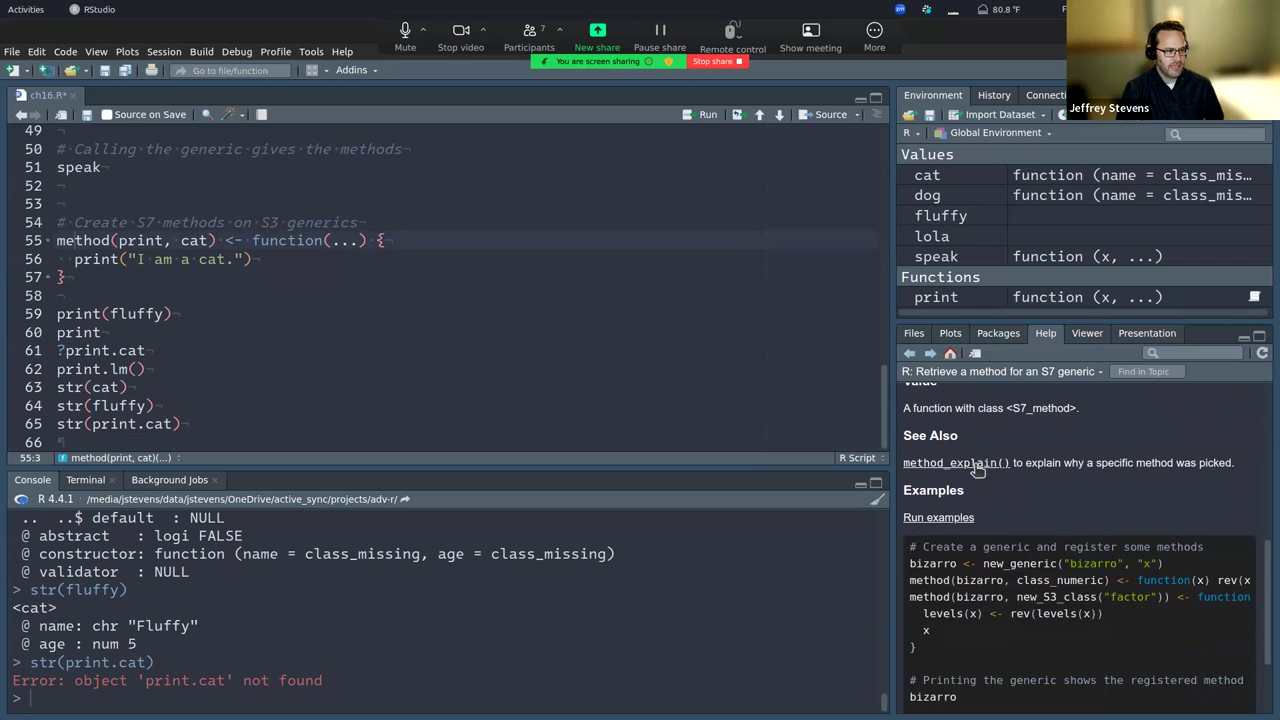 Activities RStudio zm 80.8 °F
Mute Stop video Participants 7 New share Pause share Remote control Show meeting More
You are screen sharing Stop share
Jeffrey Stevens
File Edit Code View Plots Session Build Debug Profile Tools Help
Go to file/function Addins
ch16.R*
Source on Save Run Source
49
50 # Calling the generic gives the methods
51 speak
52
53
54 # Create S7 methods on S3 generics
55 method(print, cat) <- function(...) {
56 print("I am a cat.")
57 }
58
59 print(fluffy)
60 print
61 ?print.cat
62 print.lm()
63 str(cat)
64 str(fluffy)
65 str(print.cat)
66
55:3 method(print, cat)(...) R Script
Console Terminal Background Jobs
R 4.4.1 · /media/jstevens/data/jstevens/OneDrive/active_sync/projects/adv-r/
.. ..$ default : NULL
@ abstract : logi FALSE
@ constructor: function (name = class_missing, age = class_missing)
@ validator : NULL
> str(fluffy)
<cat>
@ name: chr "Fluffy"
@ age : num 5
> str(print.cat)
Error: object 'print.cat' not found
>
Environment History Connecti
Import Dataset
R Global Environment
Values
cat function (name = class_mis…
dog function (name = class_mis…
fluffy
lola
speak function (x, ...)
Functions
print function (x, ...)
Files Plots Packages Help Viewer Presentation
R: Retrieve a method for an S7 generic Find in Topic
Value
A function with class <S7_method>.
See Also
method_explain() to explain why a specific method was picked.
Examples
Run examples
# Create a generic and register some methods
bizarro <- new_generic("bizarro", "x")
method(bizarro, class_numeric) <- function(x) rev(x
method(bizarro, new_S3_class("factor")) <- function
levels(x) <- rev(levels(x))
x
}
# Printing the generic shows the registered method
bizarro